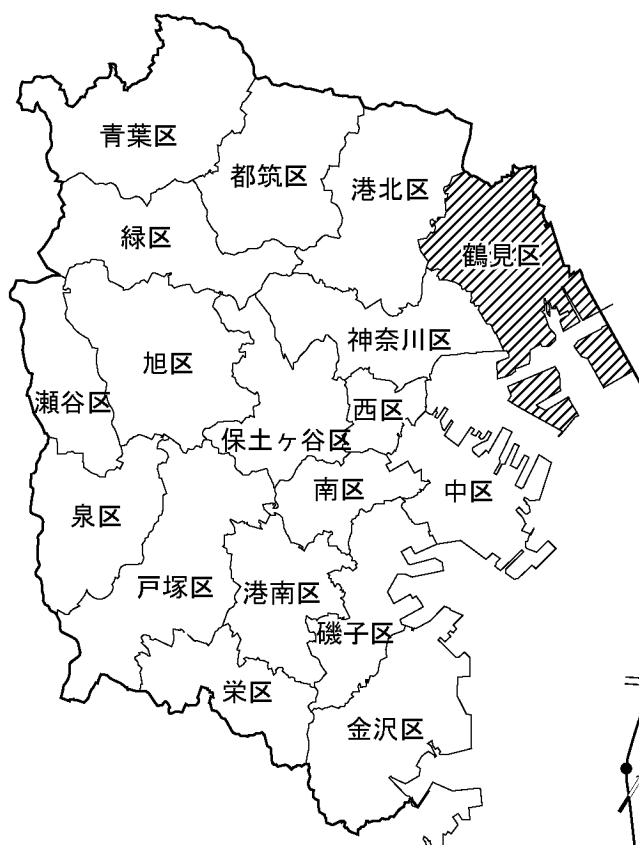 青葉区
都筑区
港北区
緑区
鶴見区
神奈川区
旭区
瀬谷区
西区
保土ヶ谷区
南区
中区
泉区
戸塚区
港南区
磯子区
栄区
金沢区